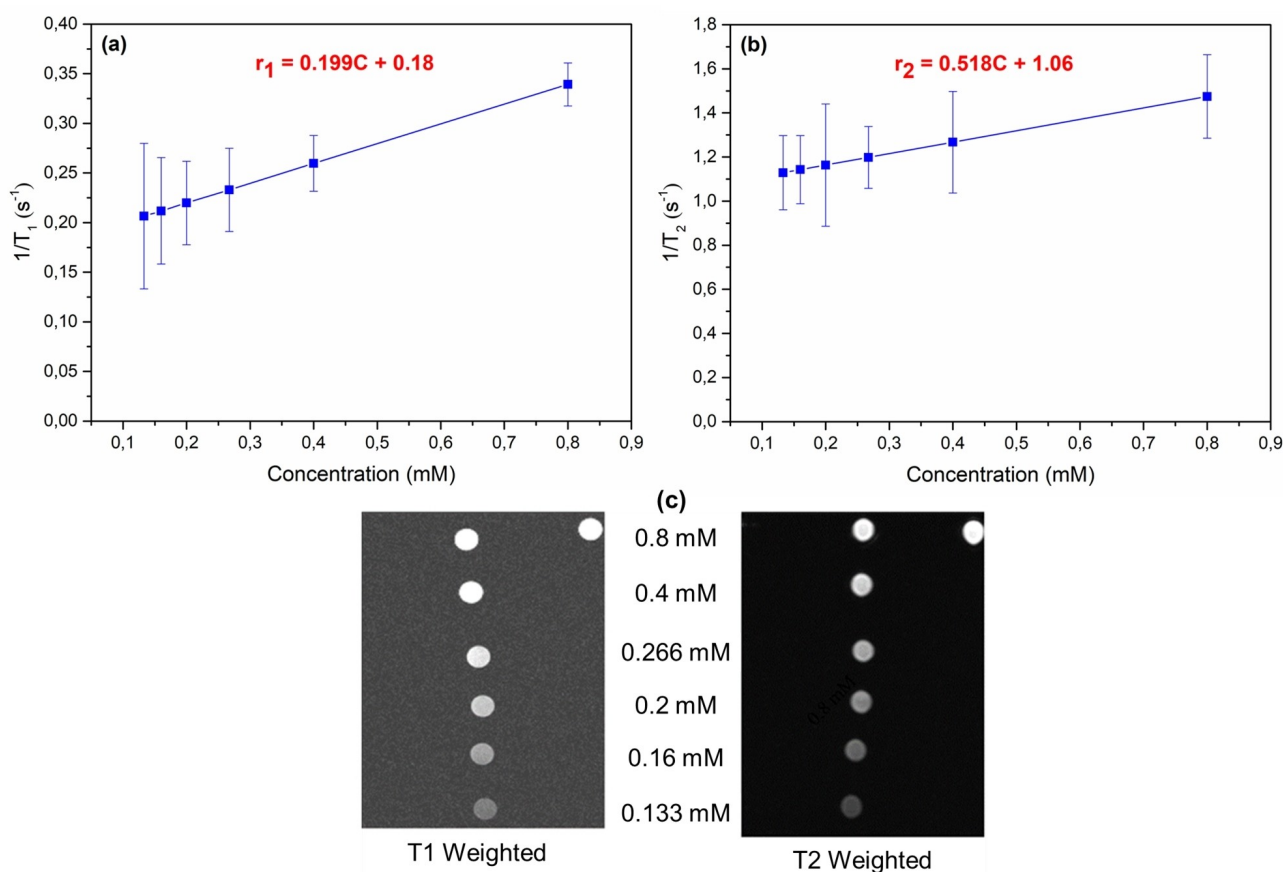 (a)
r₁ = 0.199C + 0.18
0,40
0,35
0,30
0,25
0,20
0,15
0,10
0,05
0,00
1/T₁ (s⁻¹)
0,1 0,2 0,3 0,4 0,5 0,6 0,7 0,8 0,9
Concentration (mM)
(b)
r₂ = 0.518C + 1.06
1,8
1,6
1,4
1,2
1,0
0,8
0,6
0,4
0,2
0,0
1/T₂ (s⁻¹)
0,1 0,2 0,3 0,4 0,5 0,6 0,7 0,8 0,9
Concentration (mM)
(c)
0.8 mM
0.4 mM
0.266 mM
0.2 mM
0.16 mM
0.133 mM
0.8 mM
T1 Weighted
T2 Weighted